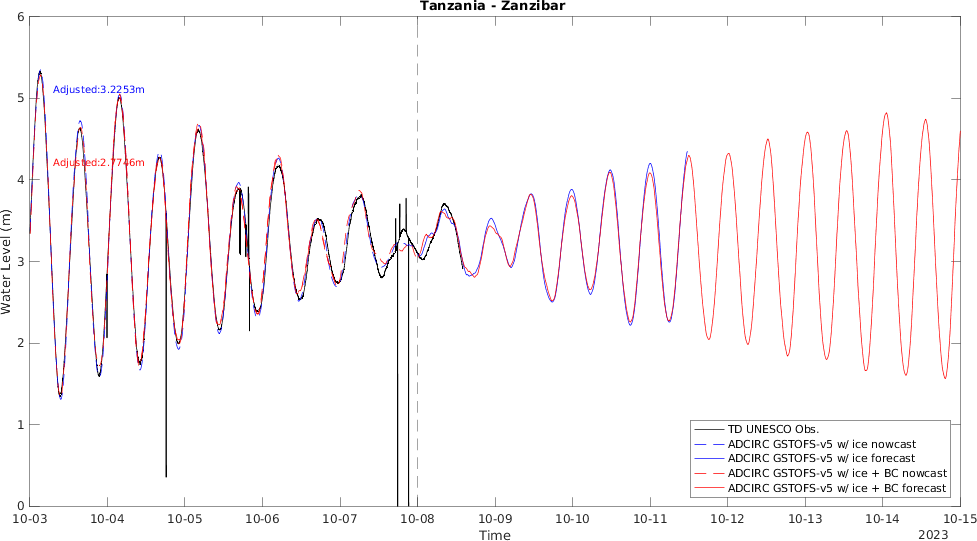 Tanzania - Zanzibar
Water Level (m)
6
5
4
3
2
1
0
Adjusted:3.2253m
Adjusted:2.7746m
TD UNESCO Obs.
ADCIRC GSTOFS-v5 w/ ice nowcast
ADCIRC GSTOFS-v5 w/ ice forecast
ADCIRC GSTOFS-v5 w/ ice + BC nowcast
ADCIRC GSTOFS-v5 w/ ice + BC forecast
10-03 10-04 10-05 10-06 10-07 10-08 10-09 10-10 10-11 10-12 10-13 10-14 10-15
Time
2023